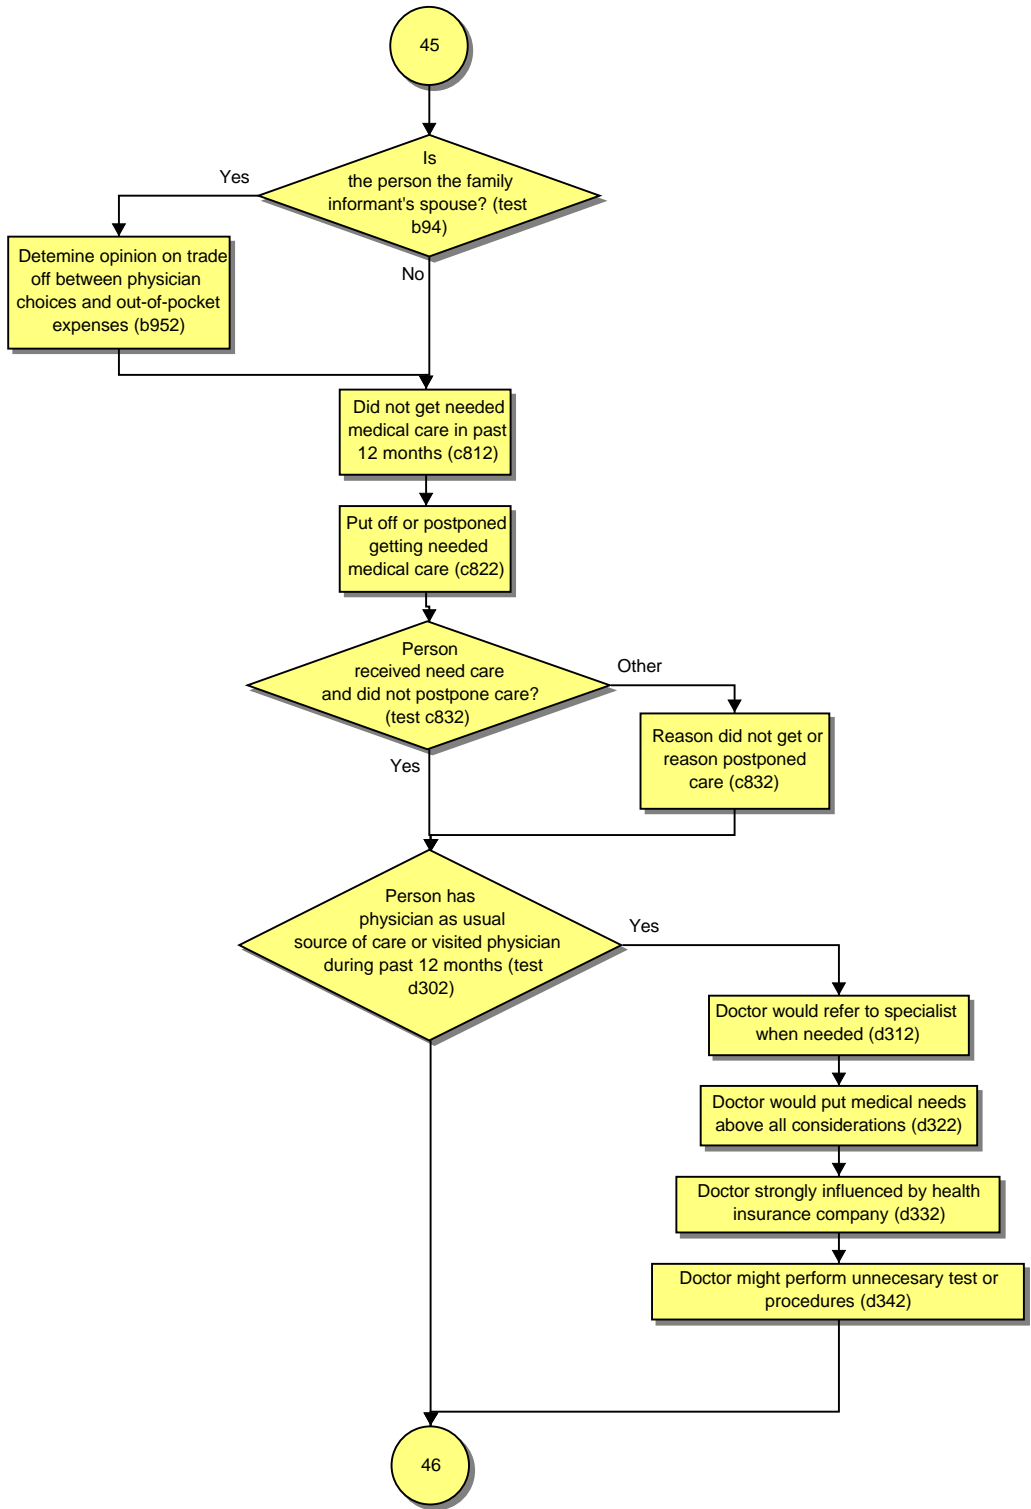 45
Is
the person the family
informant's spouse? (test
b94)
Yes
No
Detemine opinion on trade
off between physician
choices and out-of-pocket
expenses (b952)
Did not get needed
medical care in past
12 months (c812)
Put off or postponed
getting needed
medical care (c822)
Person
received need care
and did not postpone care?
(test c832)
Other
Yes
Reason did not get or
reason postponed
care (c832)
Person has
physician as usual
source of care or visited physician
during past 12 months (test
d302)
Yes
Doctor would refer to specialist
when needed (d312)
Doctor would put medical needs
above all considerations (d322)
Doctor strongly influenced by health
insurance company (d332)
Doctor might perform unnecesary test or
procedures (d342)
46